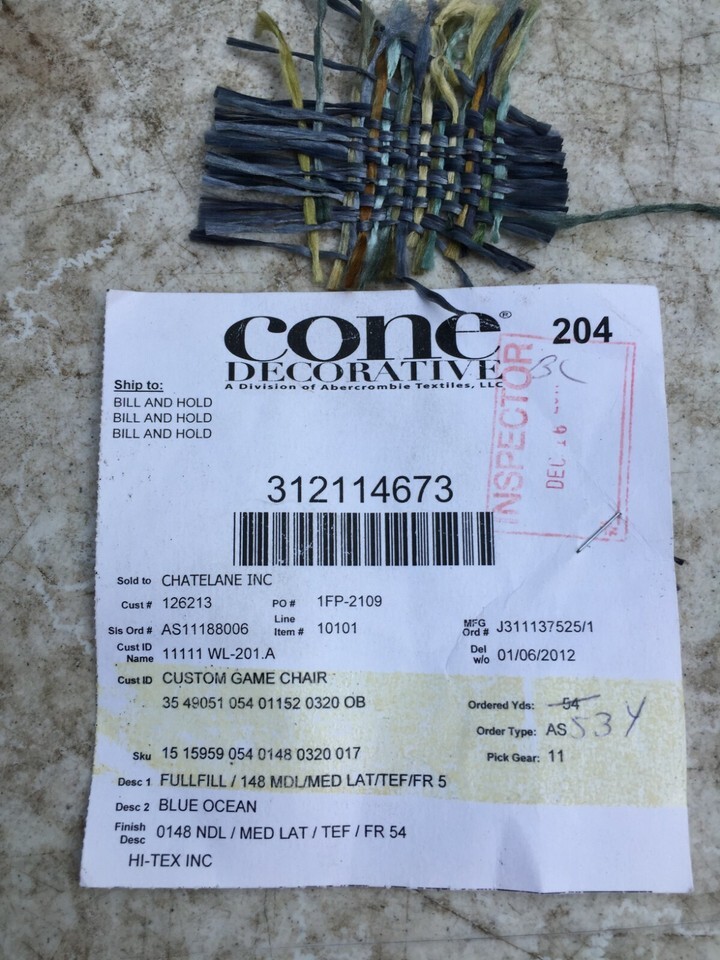 cone® 204
DECORATIVE
A Division of Abercrombie Textiles, LLC
INSPECTOR
DEC 16
Ship to:
BILL AND HOLD
BILL AND HOLD
BILL AND HOLD
312114673
Sold to CHATELANE INC
Cust # 126213 PO # 1FP-2109
Sls Ord # AS11188006 Line Item # 10101 MFG Ord # J311137525/1
Cust ID Name 11111 WL-201.A Del w/o 01/06/2012
Cust ID CUSTOM GAME CHAIR
35 49051 054 01152 0320 OB Ordered Yds: 54
Order Type: AS 53Y
Sku 15 15959 054 0148 0320 017 Pick Gear: 11
Desc 1 FULLFILL / 148 MDL/MED LAT/TEF/FR 5
Desc 2 BLUE OCEAN
Finish Desc 0148 NDL / MED LAT / TEF / FR 54
HI-TEX INC